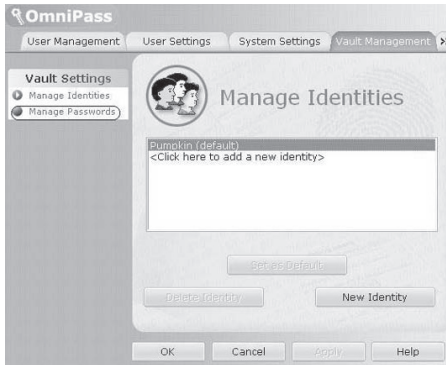 OmniPass
User Management
User Settings
System Settings
Vault Management
Vault Settings
Manage Identities
Manage Passwords
Manage Identities
Pumpkin (default)
<Click here to add a new identity>
Set as Default
Delete Identity
New Identity
OK
Cancel
Apply
Help